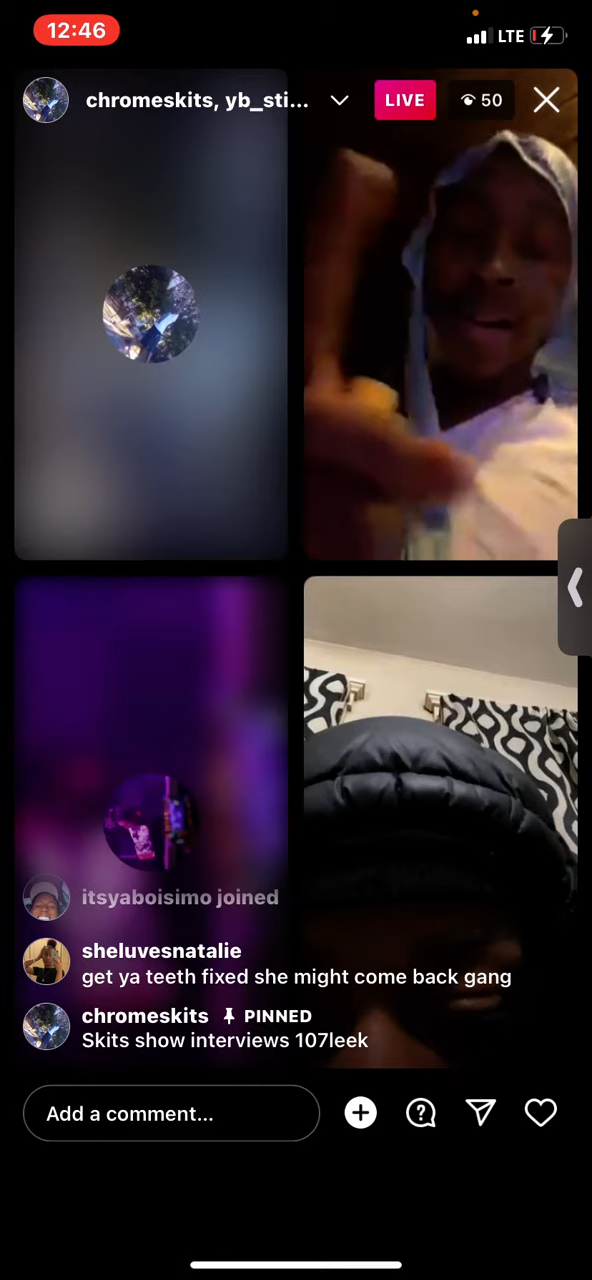 12:46
LTE
chromeskits, yb_sti...
LIVE
50
itsyaboisimo joined
sheluvesnatalie
get ya teeth fixed she might come back gang
chromeskits PINNED
Skits show interviews 107leek
Add a comment...